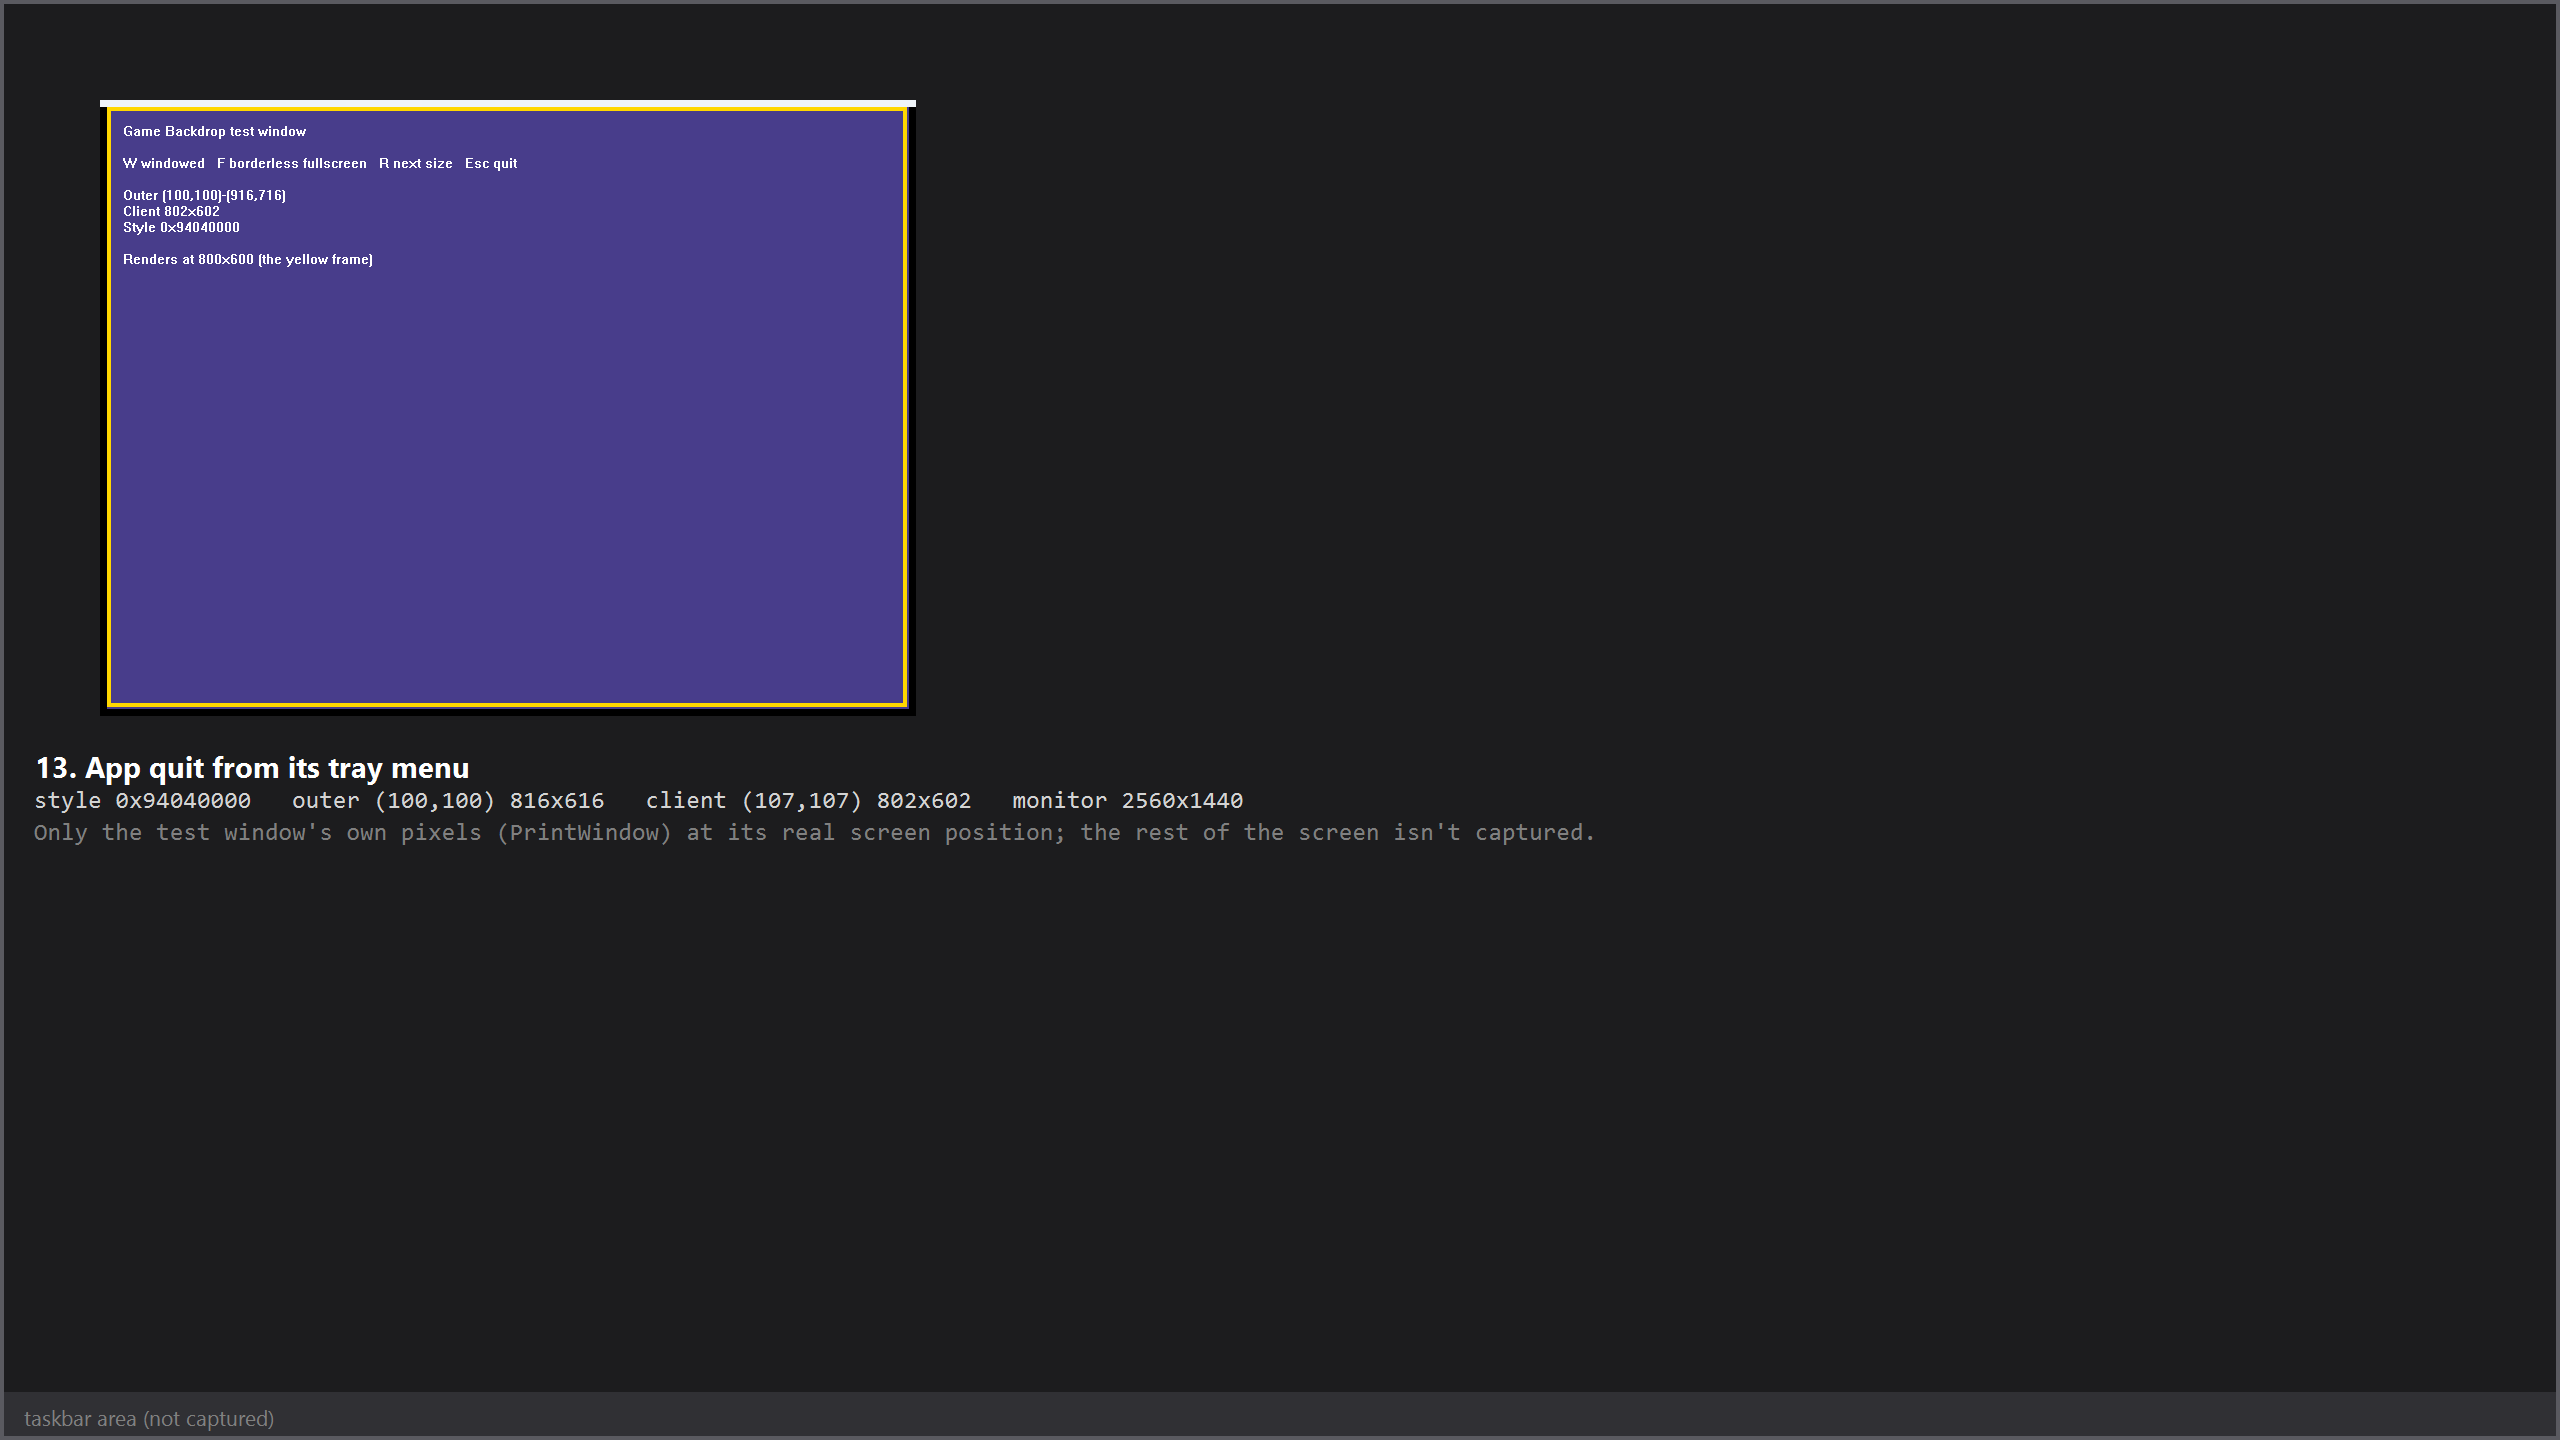 Game Backdrop test window
W windowed   F borderless fullscreen   R next size   Esc quit
Outer (100,100)-(916,716)
Client 802x602
Style 0x94040000
Renders at 800x600 (the yellow frame)
13. App quit from its tray menu
style 0x94040000   outer (100,100) 816x616   client (107,107) 802x602   monitor 2560x1440
Only the test window's own pixels (PrintWindow) at its real screen position; the rest of the screen isn't captured.
taskbar area (not captured)